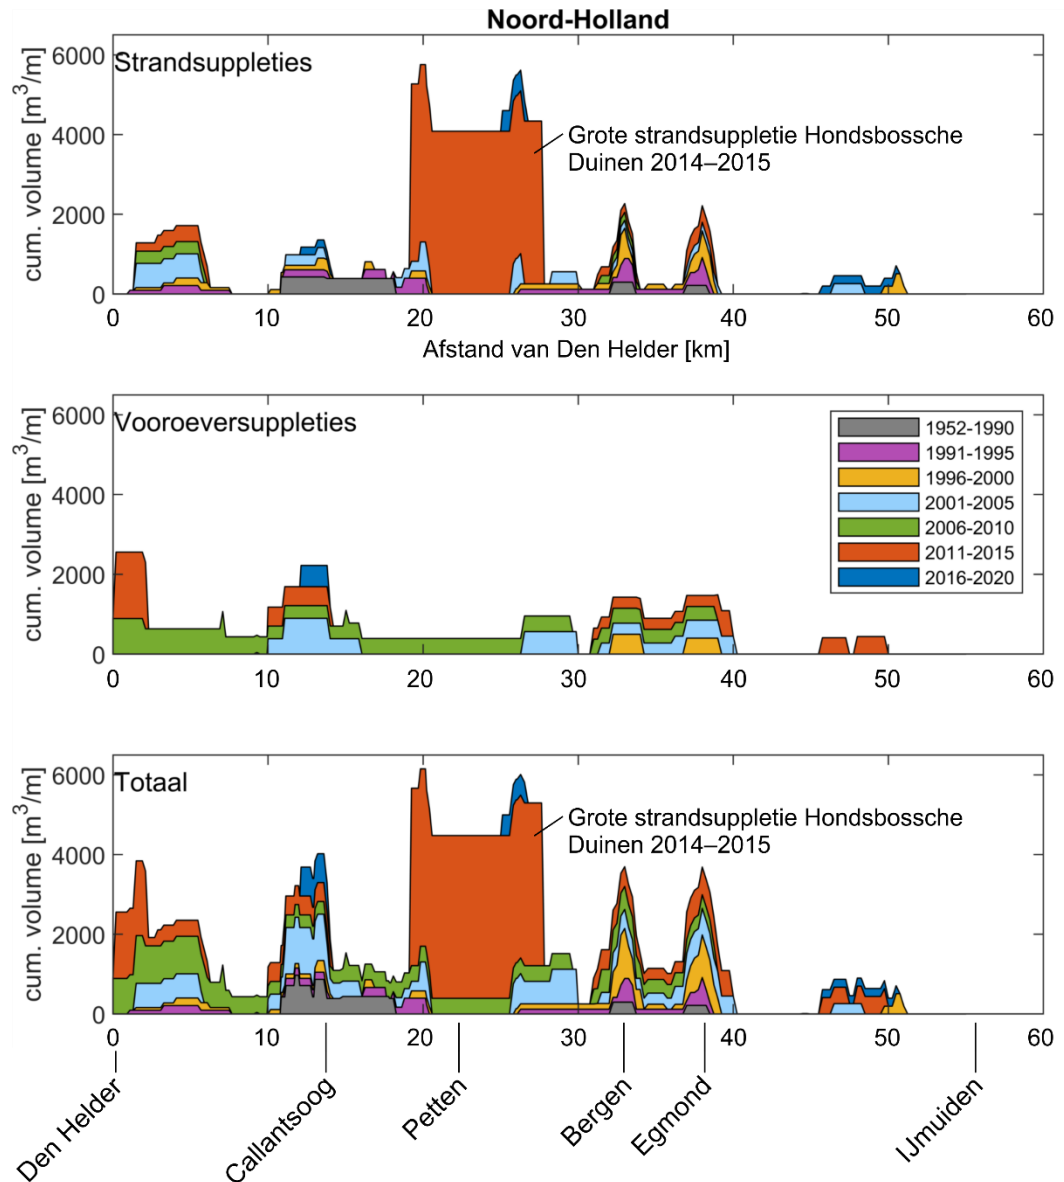 Noord-Holland
Strandsuppleties
cum. volume [m³/m]
6000
4000
2000
0
Grote strandsuppletie Hondsbossche
Duinen 2014–2015
0 10 20 30 40 50 60
Afstand van Den Helder [km]
Vooroeversuppleties
cum. volume [m³/m]
6000
4000
2000
0
1952-1990
1991-1995
1996-2000
2001-2005
2006-2010
2011-2015
2016-2020
0 10 20 30 40 50 60
Totaal
cum. volume [m³/m]
6000
4000
2000
0
Grote strandsuppletie Hondsbossche
Duinen 2014–2015
0 10 20 30 40 50 60
Den Helder
Callantsoog
Petten
Bergen
Egmond
IJmuiden